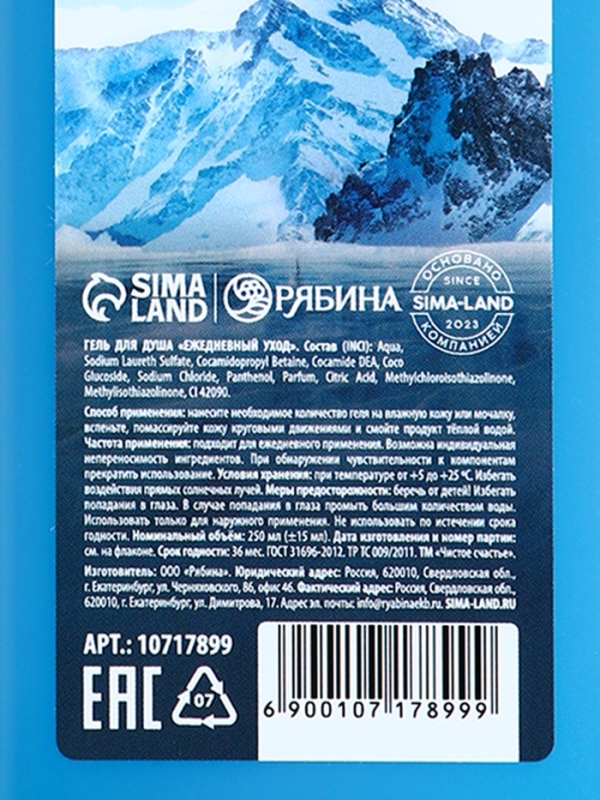 SIMA LAND
РЯБИНА
ОСНОВАНО
SINCE
SIMA-LAND
2023
КОМПАНИЕЙ
ГЕЛЬ ДЛЯ ДУША «ЕЖЕДНЕВНЫЙ УХОД». Состав (INCI): Aqua,
Sodium Laureth Sulfate, Cocamidopropyl Betaine, Cocamide DEA, Coco
Glucoside, Sodium Chloride, Panthenol, Parfum, Citric Acid, Methylchloroisothiazolinone,
Methylisothiazolinone, CI 42090.
Способ применения: нанесите необходимое количество геля на влажную кожу или мочалку,
вспеньте, помассируйте кожу круговыми движениями и смойте продукт тёплой водой.
Частота применения: подходит для ежедневного применения. Возможна индивидуальная
непереносимость ингредиентов. При обнаружении чувствительности к компонентам
прекратить использование. Условия хранения: при температуре от +5 до +25 °С. Избегать
воздействия прямых солнечных лучей. Меры предосторожности: беречь от детей! Избегать
попадания в глаза. В случае попадания в глаза промыть большим количеством воды.
Использовать только для наружного применения. Не использовать по истечении срока
годности. Номинальный объём: 250 мл (±15 мл). Дата изготовления и номер партии:
см. на флаконе. Срок годности: 36 мес. ГОСТ 31696-2012, ТР ТС 009/2011. ТМ «Чистое счастье».
Изготовитель: ООО «Рябина». Юридический адрес: Россия, 620010, Свердловская обл.,
г. Екатеринбург, ул. Черняховского, 86, офис 46. Фактический адрес: Россия, Свердловская обл.,
620010, г. Екатеринбург, ул. Димитрова, 17. Адрес эл. почты: info@ryabinaekb.ru. SIMA-LAND.RU
АРТ.: 10717899
EAC
07
6 900107 178999